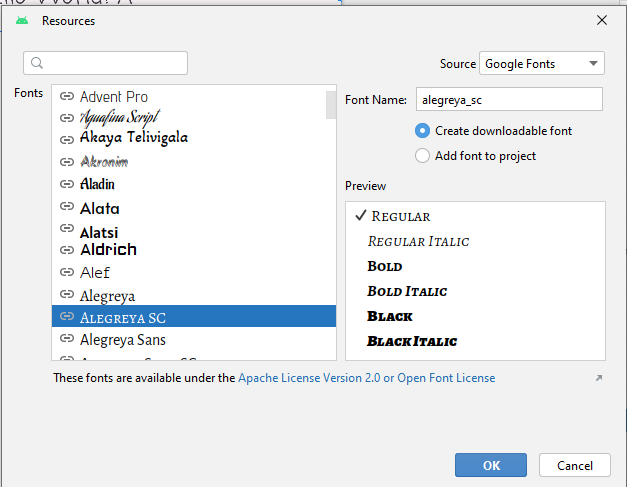 Resources
Source Google Fonts
Fonts
Advent Pro
Aguafina Script
Akaya Telivigala
Akronim
Aladin
Alata
Alatsi
Aldrich
Alef
Alegreya
Alegreya SC
Alegreya Sans
Font Name: alegreya_sc
Create downloadable font
Add font to project
Preview
Regular
Regular Italic
Bold
Bold Italic
Black
Black Italic
These fonts are available under the Apache License Version 2.0 or Open Font License
OK Cancel